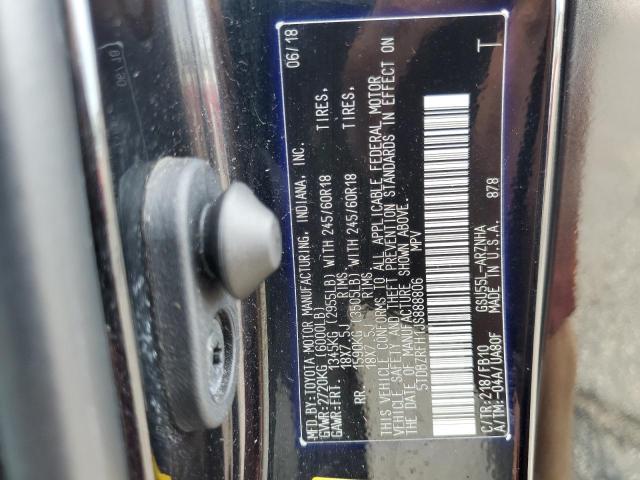 MFD.BY:TOYOTA MOTOR MANUFACTURING, INDIANA, INC. 06/18
GVWR:2720KG (6000LB)
GAWR:FRT. 1345KG (2955LB) WITH 245/60R18 TIRES,
18X7.5J RIMS.
RR. 1590KG (3505LB) WITH 245/60R18 TIRES,
18X7.5J RIMS.
THIS VEHICLE CONFORMS TO ALL APPLICABLE FEDERAL MOTOR
VEHICLE SAFETY AND THEFT PREVENTION STANDARDS IN EFFECT ON
THE DATE OF MANUFACTURE SHOWN ABOVE.
MPV
C/TR:218/FB10
A/TM:-04A/UA80F
GSU55L-ARZNHA
MADE IN U.S.A. 878
T